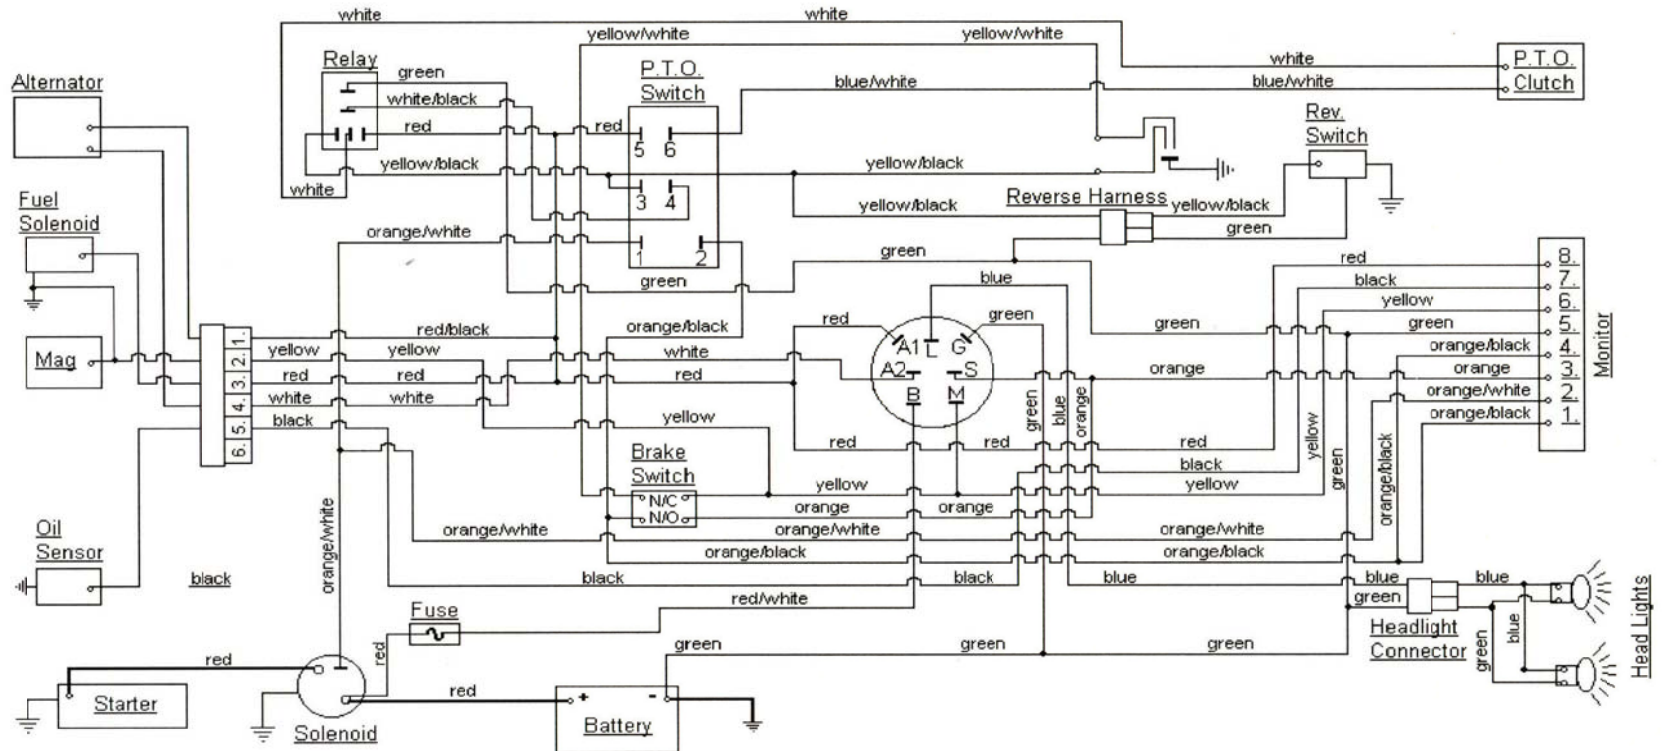 white
white
yellow/white
yellow/white
Relay
green
white/black
red
red
P.T.O.
Switch
5 6
3 4
1 2
blue/white
white
blue/white
P.T.O.
Clutch
Rev.
Switch
Alternator
yellow/black
yellow/black
white
Reverse Harness
yellow/black
yellow/black
green
Fuel
Solenoid
orange/white
green
green
blue
red
green
A1 L G
A2 S
B M
orange/black
white
red
Mag
1.
2.
3.
4.
5.
6.
red/black
yellow
yellow
red
red
white
white
black
yellow
red
black
yellow
green
green
orange/black
orange
orange
orange/white
orange/black
8.
7.
6.
5.
4.
3.
2.
1.
Monitor
green
blue
orange
red
red
red
black
yellow
green
orange/black
Brake
Switch
N/C
N/O
yellow
yellow
orange
orange
orange/white
orange/white
orange/white
orange/white
orange/black
orange/black
Oil
Sensor
black
black
black
blue
blue
blue
green
red/white
Fuse
red
Headlight
Connector
green
blue
Head Lights
green
green
green
red
Starter
Solenoid
red
+ -
Battery